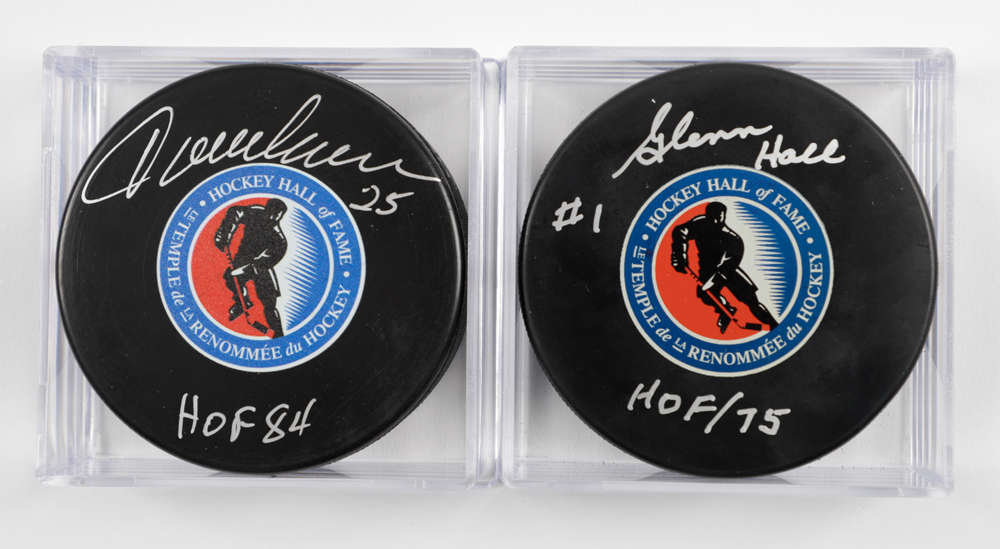 25
HOCKEY HALL of FAME
LE TEMPLE de LA RENOMMÉE du HOCKEY
HOF 84
Glenn Hall
#1
HOCKEY HALL of FAME
LE TEMPLE de LA RENOMMÉE du HOCKEY
HOF/75